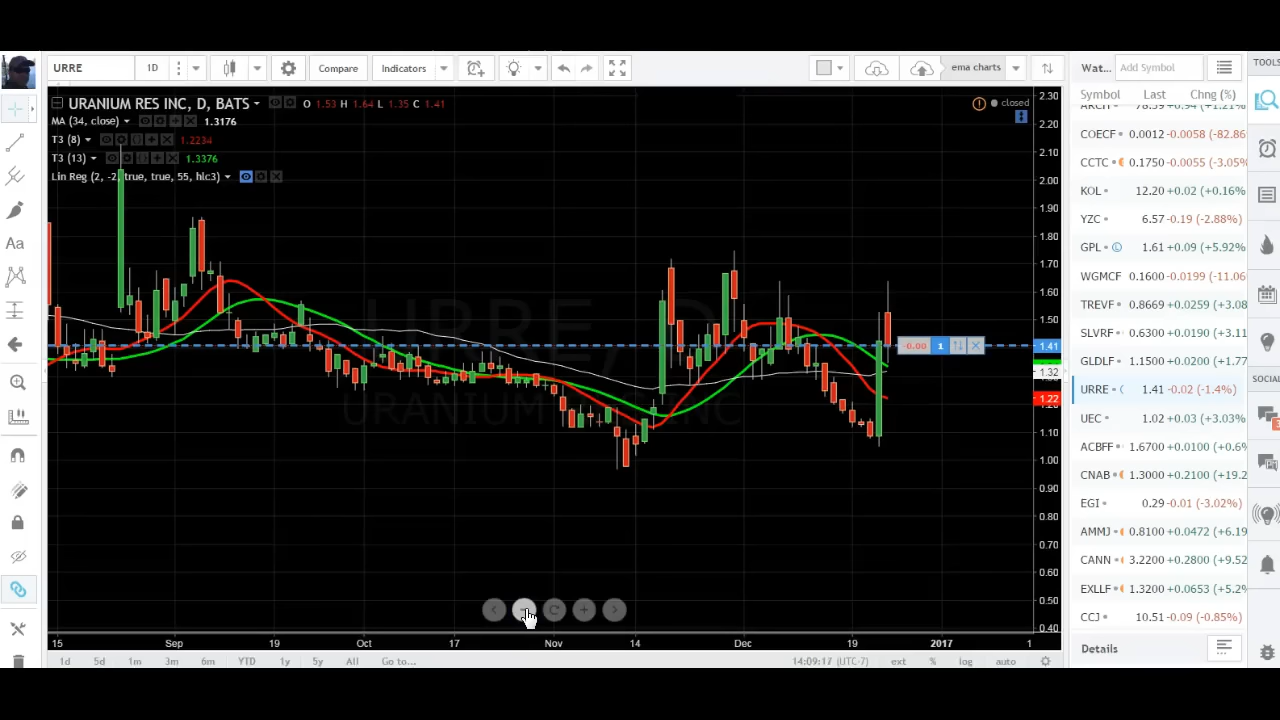 URRE 1D Compare Indicators ema charts Wat... Add Symbol TOOLS
URANIUM RES INC, D, BATS O 1.53 H 1.64 L 1.35 C 1.41 closed
MA (34, close) 1.3176
T3 (8) 1.2234
T3 (13) 1.3376
Lin Reg (2, -2, true, true, 55, hlc3)
2.30
2.20
2.10
2.00
1.90
1.80
1.70
1.60
1.50
-0.00 1 1.41
1.32
1.22
1.10
1.00
0.90
0.80
0.70
0.60
0.50
0.40
URRE
URANIUM
15 Sep 19 Oct 17 Nov 14 Dec 19 2017 1
1d 5d 1m 3m 6m YTD 1y 5y All Go to... 14:09:17 (UTC-7) ext % log auto
Symbol Last Chng (%)
COECF 0.0012 -0.0058 (-82.86
CCTC 0.1750 -0.0055 (-3.05%)
KOL 12.20 +0.02 (+0.16%
YZC 6.57 -0.19 (-2.88%)
GPL 1.61 +0.09 (+5.92%
WGMCF 0.1600 -0.0199 (-11.06
TREVF 0.8669 +0.0259 (+3.08
SLVRF 0.6300 +0.0190 (+3.11
1.1500 +0.0200 (+1.77
URRE 1.41 -0.02 (-1.4%)
1.02 +0.03 (+3.03%)
ACBFF 1.6700 +0.0100 (+0.6%
CNAB 1.3000 +0.2100 (+19.2
EGI 0.29 -0.01 (-3.02%)
AMMJ 0.8100 +0.0472 (+6.19
CANN 3.2200 +0.2800 (+9.52
EXLLF 1.3200 +0.0653 (+5.2%
CCJ 10.51 -0.09 (-0.85%)
Details
SOCIAL
Aa